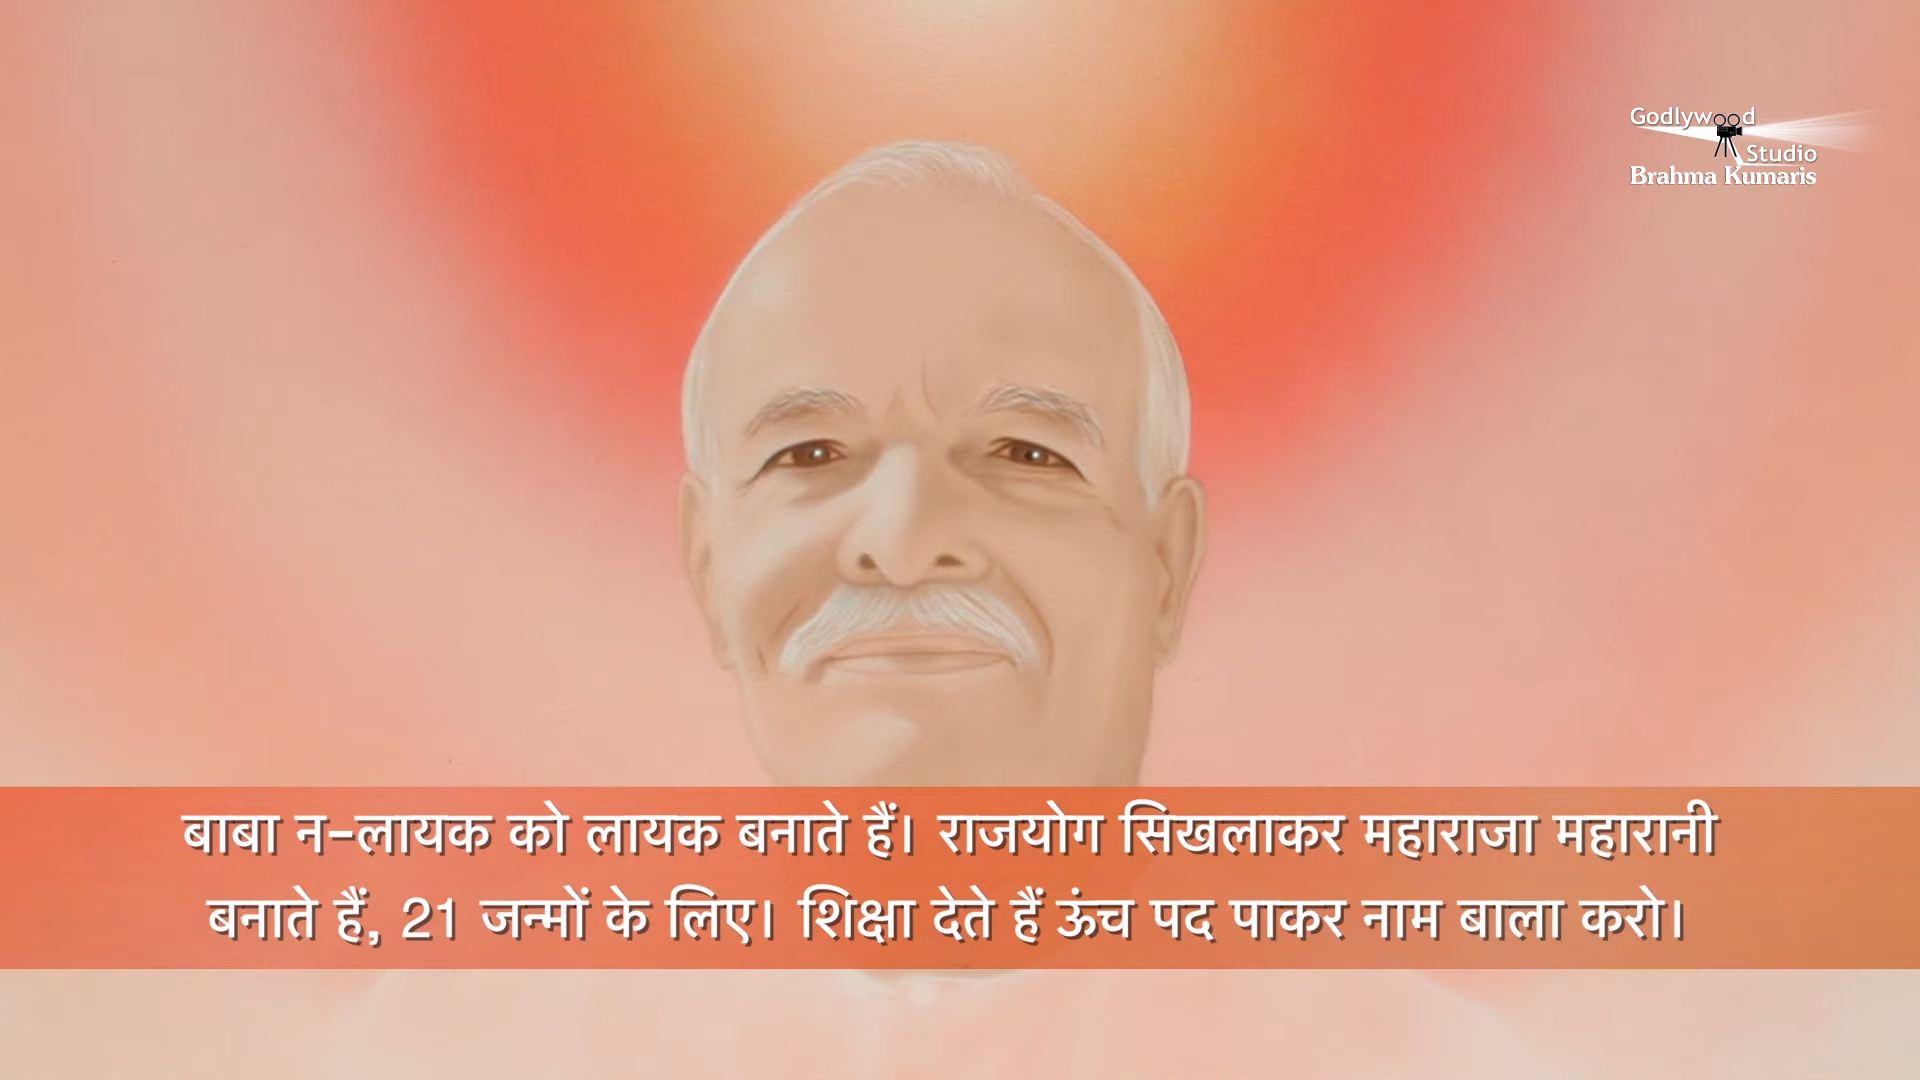 Godlywood
Studio
Brahma Kumaris
बाबा न-लायक को लायक बनाते हैं। राजयोग सिखलाकर महाराजा महारानी
बनाते हैं, 21 जन्मों के लिए। शिक्षा देते हैं ऊंच पद पाकर नाम बाला करो।